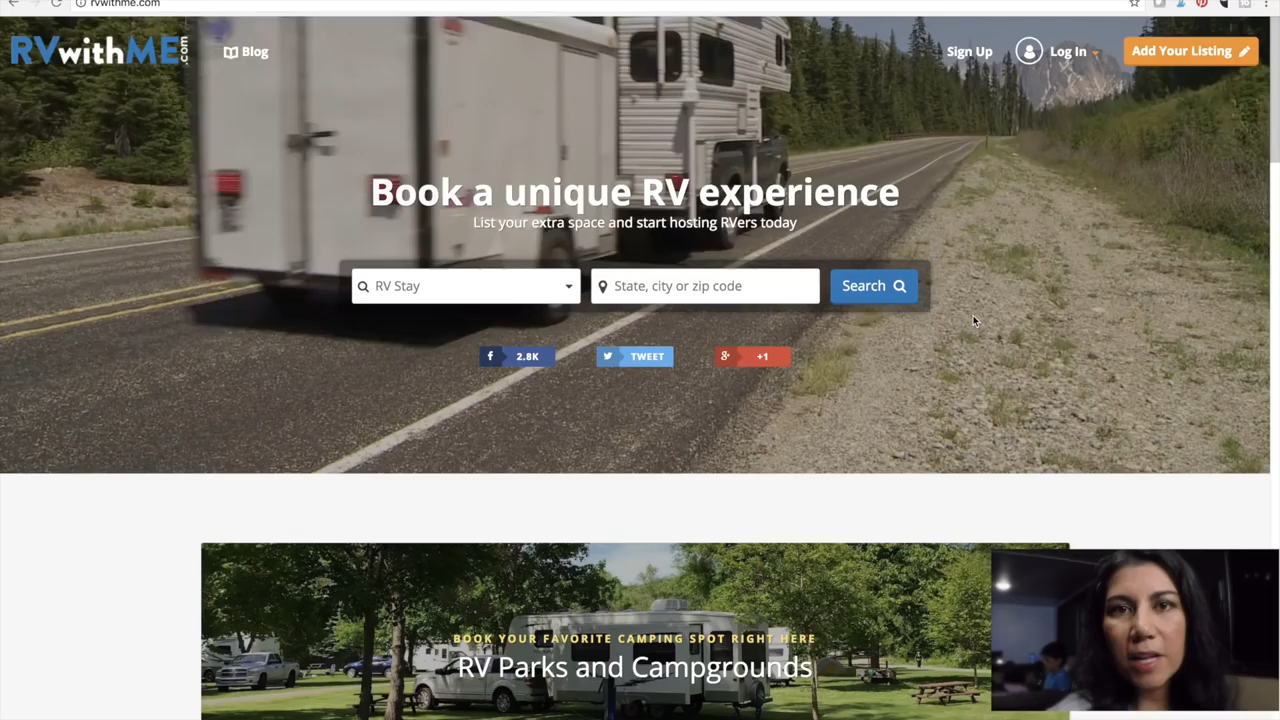 rvwithme.com
RVwithME.com
Blog
Sign Up
Log In
Add Your Listing
Book a unique RV experience
List your extra space and start hosting RVers today
RV Stay
State, city or zip code
Search
2.8K
TWEET
+1
BOOK YOUR FAVORITE CAMPING SPOT RIGHT HERE
RV Parks and Campgrounds